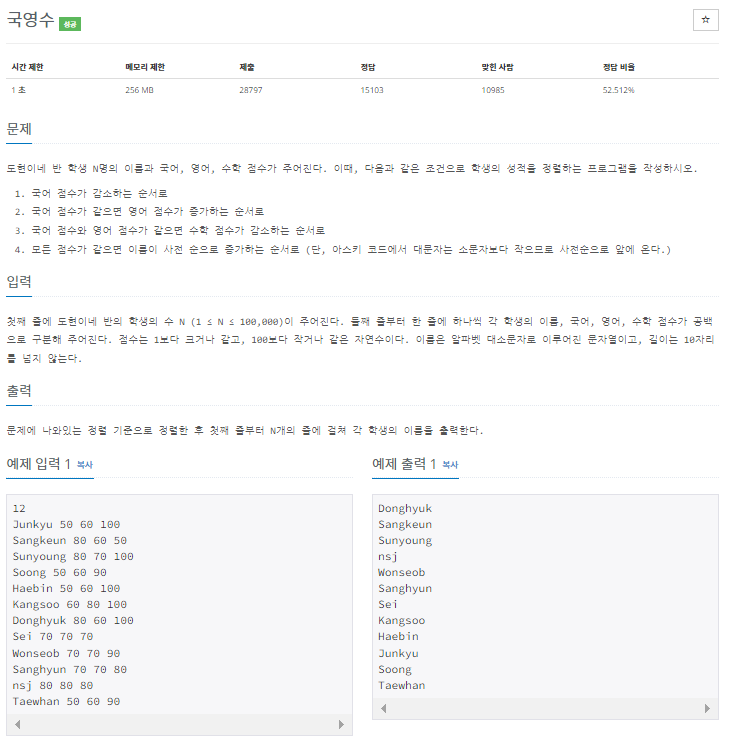 국영수 성공
☆
시간 제한 메모리 제한 제출 정답 맞힌 사람 정답 비율
1 초 256 MB 28797 15103 10985 52.512%
문제
도현이네 반 학생 N명의 이름과 국어, 영어, 수학 점수가 주어진다. 이때, 다음과 같은 조건으로 학생의 성적을 정렬하는 프로그램을 작성하시오.
1. 국어 점수가 감소하는 순서로
2. 국어 점수가 같으면 영어 점수가 증가하는 순서로
3. 국어 점수와 영어 점수가 같으면 수학 점수가 감소하는 순서로
4. 모든 점수가 같으면 이름이 사전 순으로 증가하는 순서로 (단, 아스키 코드에서 대문자는 소문자보다 작으므로 사전순으로 앞에 온다.)
입력
첫째 줄에 도현이네 반의 학생의 수 N (1 ≤ N ≤ 100,000)이 주어진다. 둘째 줄부터 한 줄에 하나씩 각 학생의 이름, 국어, 영어, 수학 점수가 공백
으로 구분해 주어진다. 점수는 1보다 크거나 같고, 100보다 작거나 같은 자연수이다. 이름은 알파벳 대소문자로 이루어진 문자열이고, 길이는 10자리
를 넘지 않는다.
출력
문제에 나와있는 정렬 기준으로 정렬한 후 첫째 줄부터 N개의 줄에 걸쳐 각 학생의 이름을 출력한다.
예제 입력 1 복사
12
Junkyu 50 60 100
Sangkeun 80 60 50
Sunyoung 80 70 100
Soong 50 60 90
Haebin 50 60 100
Kangsoo 60 80 100
Donghyuk 80 60 100
Sei 70 70 70
Wonseob 70 70 90
Sanghyun 70 70 80
nsj 80 80 80
Taewhan 50 60 90
예제 출력 1 복사
Donghyuk
Sangkeun
Sunyoung
nsj
Wonseob
Sanghyun
Sei
Kangsoo
Haebin
Junkyu
Soong
Taewhan